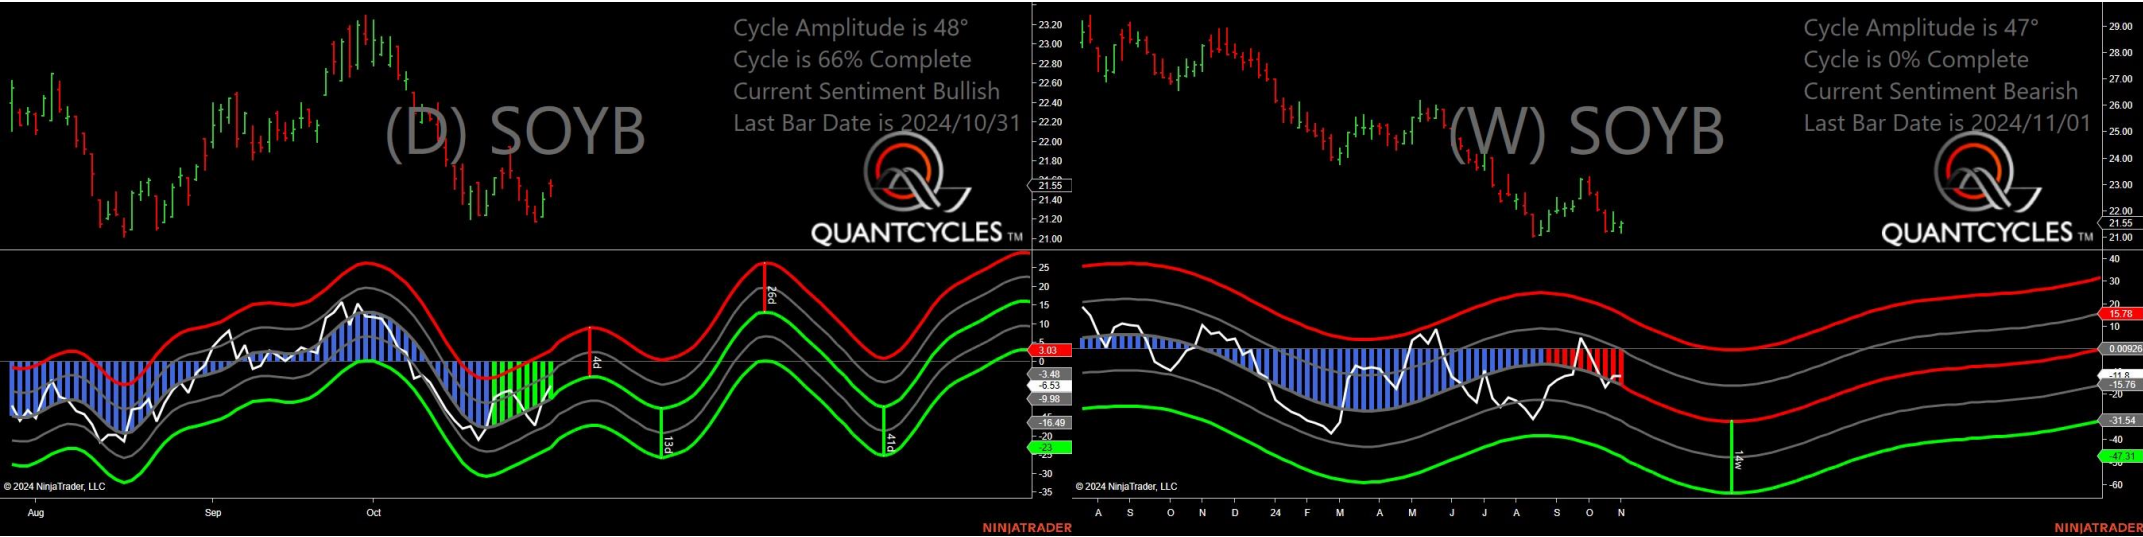 Cycle Amplitude is 48°
Cycle is 66% Complete
Current Sentiment Bullish
Last Bar Date is 2024/10/31
(D) SOYB
QUANTCYCLES TM
23.20
23.00
22.80
22.60
22.40
22.20
22.00
21.80
21.55
21.40
21.20
21.00
25
20
15
10
3.03
0
-3.48
-6.53
-9.98
-16.49
-20
-23
-30
-35
4d
13d
26d
41d
© 2024 NinjaTrader, LLC
Aug
Sep
Oct
NINJATRADER
Cycle Amplitude is 47°
Cycle is 0% Complete
Current Sentiment Bearish
Last Bar Date is 2024/11/01
(W) SOYB
QUANTCYCLES TM
29.00
28.00
27.00
26.00
25.00
24.00
23.00
22.00
21.55
21.00
40
30
20
15.78
10
0.00926
-11.8
-15.76
-20
-31.54
-40
-47.31
-60
14w
© 2024 NinjaTrader, LLC
A S O N D 24 F M A M J J A S O N
NINJATRADER